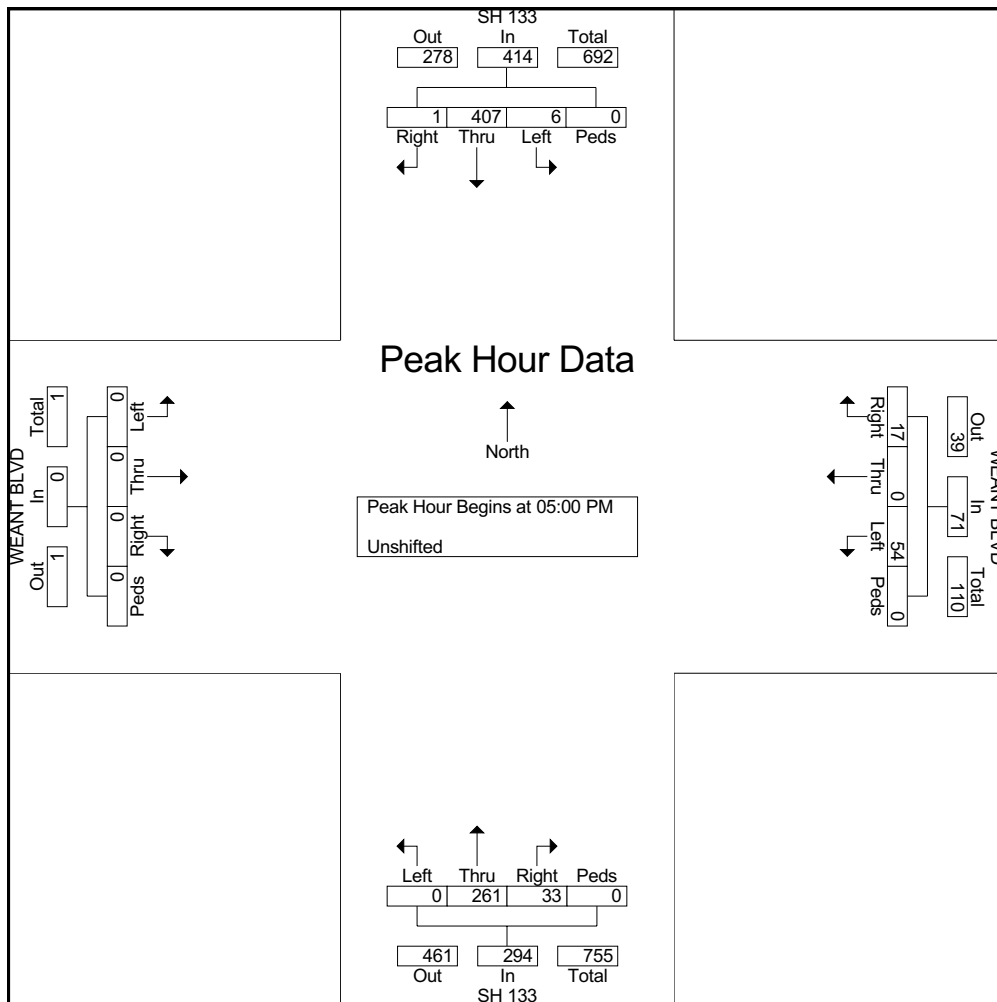 SH 133
Out In Total
278 414 692
1 407 6 0
Right Thru Left Peds
Peak Hour Data
North
Peak Hour Begins at 05:00 PM
Unshifted
WEANT BLVD
Total In Out
1 0 1
0 0 0 0
Left Thru Right Peds
WEANT BLVD
Out In Total
39 71 110
17 0 54 0
Right Thru Left Peds
Left Thru Right Peds
0 261 33 0
461 294 755
Out In Total
SH 133